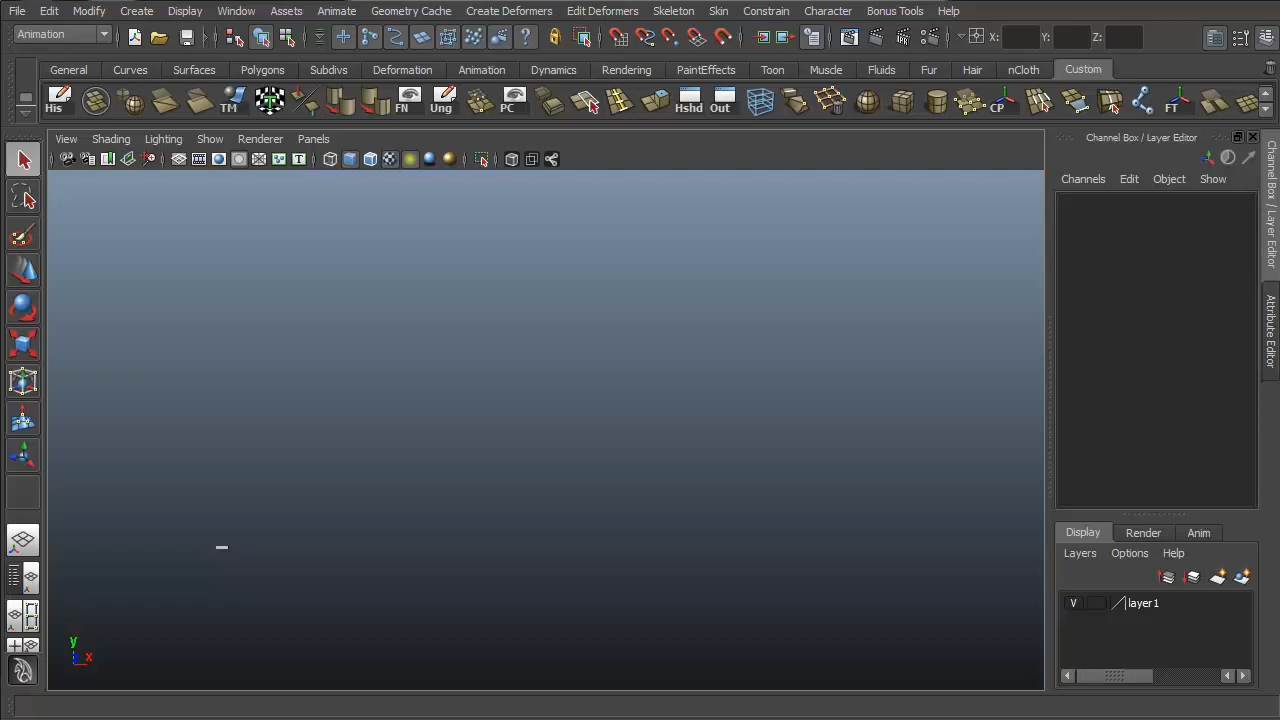 File Edit Modify Create Display Window Assets Animate Geometry Cache Create Deformers Edit Deformers Skeleton Skin Constrain Character Bonus Tools Help
Animation ? X: Y: Z:
General Curves Surfaces Polygons Subdivs Deformation Animation Dynamics Rendering PaintEffects Toon Muscle Fluids Fur Hair nCloth Custom
His TM FN Ung PC Hshd Out CP FT
View Shading Lighting Show Renderer Panels
T
Channel Box / Layer Editor
Channels Edit Object Show
Channel Box / Layer Editor
Attribute Editor
Display Render Anim
Layers Options Help
V layer1
y
x